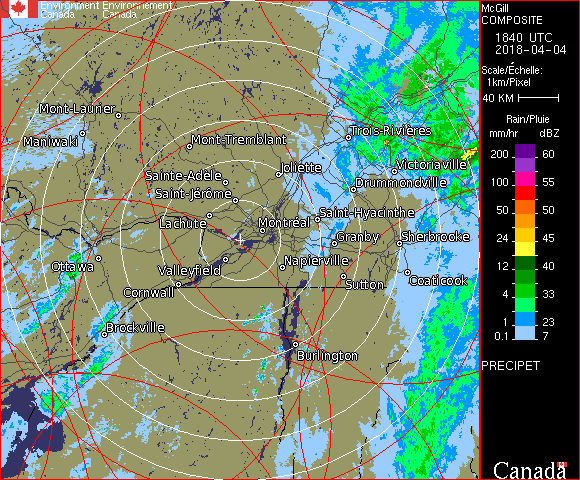 Environment Environnement
Canada Canada
McGill
COMPOSITE
1840 UTC
2018-04-04
Scale/Échelle:
1km/Pixel
40 KM
Rain/Pluie
mm/hr dBZ
200 60
100 55
50 50
24 45
12 40
4 33
1 23
0.1 7
PRECIPET
Canada
Mont-Laurier
Maniwaki
Mont-Tremblant
Trois-Rivières
Joliette
Victoriaville
Sainte-Adèle
Drummondville
Saint-Jérôme
Lachute
Saint-Hyacinthe
Montréal
Granby
Sherbrooke
Ottawa
Valleyfield
Napierville
Cornwall
Sutton
Coaticook
Brockville
Burlington